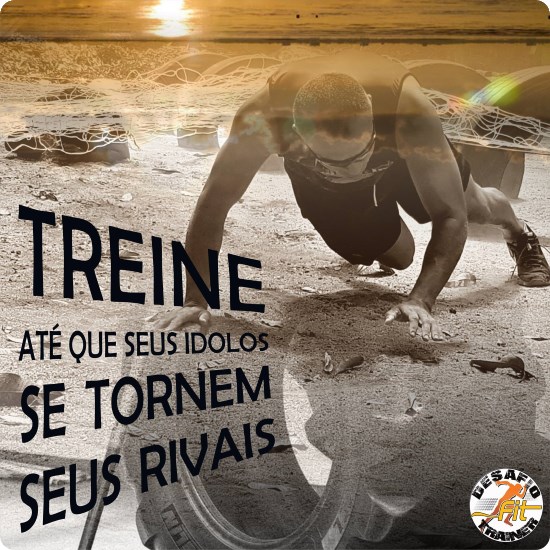 TREINE
ATÉ QUE SEUS IDOLOS
SE TORNEM
SEUS RIVAIS
DESAFIO
Fit
TRAINER